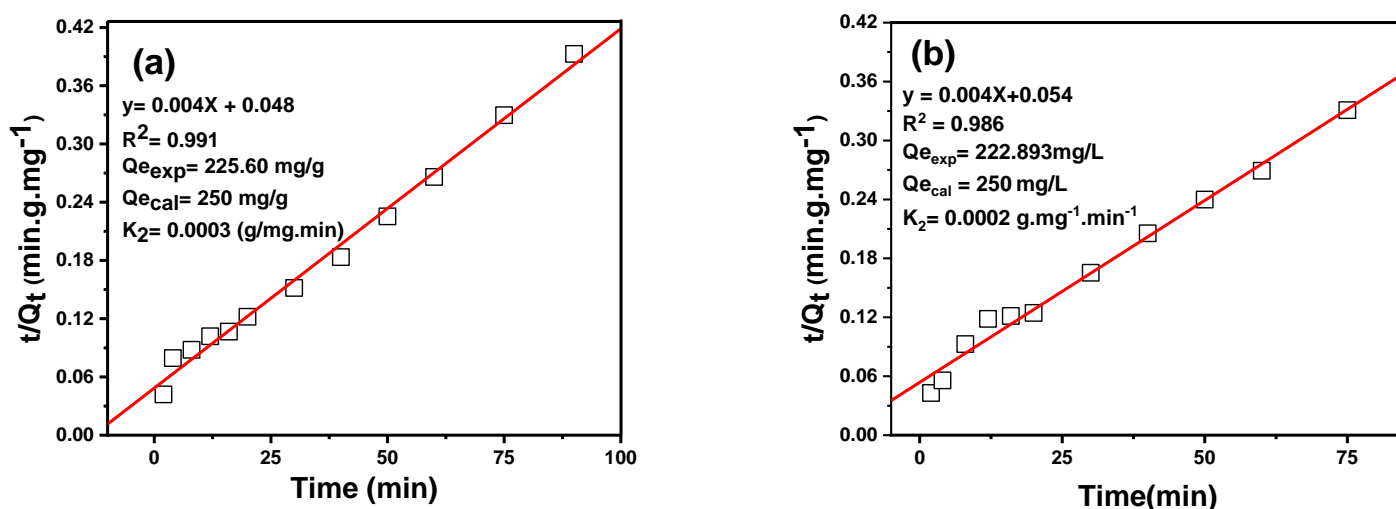 (a)
y= 0.004X + 0.048
R²= 0.991
Qe_exp= 225.60 mg/g
Qe_cal= 250 mg/g
K₂= 0.0003 (g/mg.min)
t/Qₜ (min.g.mg⁻¹)
0.42
0.36
0.30
0.24
0.18
0.12
0.06
0.00
0
25
50
75
100
Time (min)
(b)
y = 0.004X+0.054
R² = 0.986
Qe_exp = 222.893mg/L
Qe_cal = 250 mg/L
K₂= 0.0002 g.mg⁻¹.min⁻¹
t/Qₜ (min.g.mg⁻¹)
0.42
0.36
0.30
0.24
0.18
0.12
0.06
0.00
0
25
50
75
Time(min)